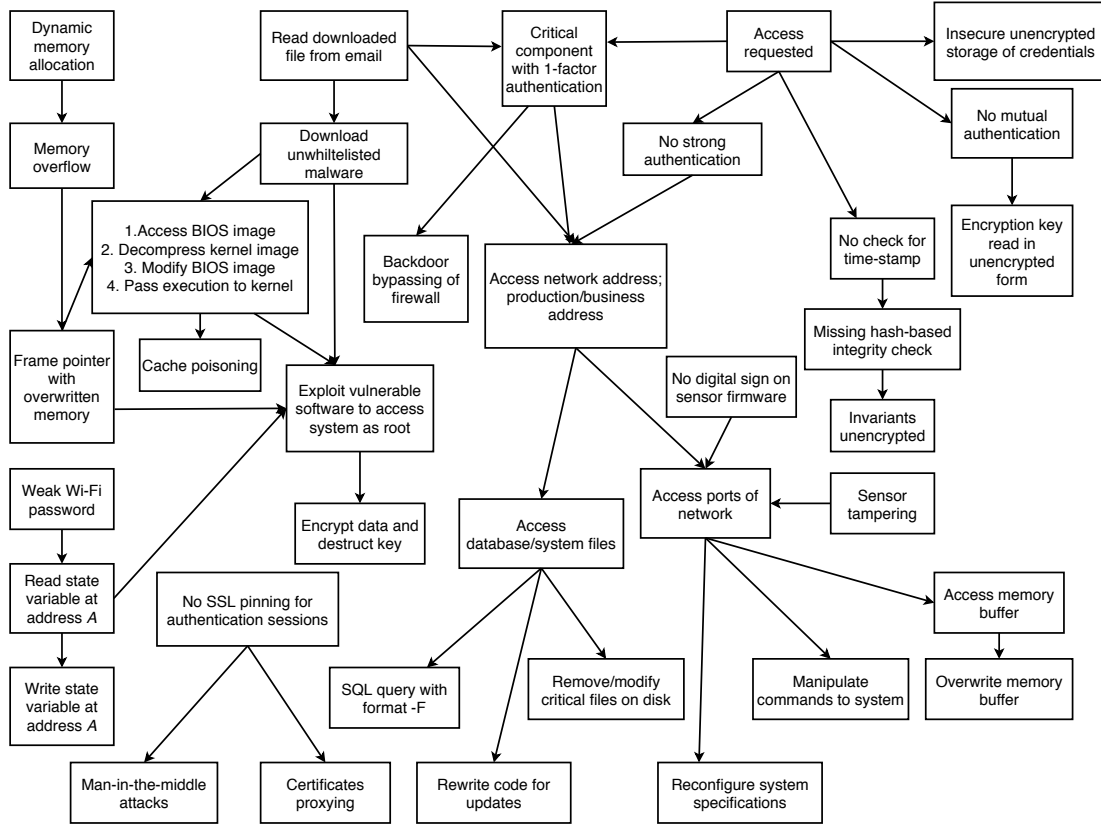 Dynamic
memory
allocation
Read downloaded
file from email
Critical
component
with 1-factor
authentication
Access
requested
Insecure unencrypted
storage of credentials
Memory
overflow
Download
unwhiltelisted
malware
No strong
authentication
No mutual
authentication
1.Access BIOS image
2. Decompress kernel image
3. Modify BIOS image
4. Pass execution to kernel
Backdoor
bypassing of
firewall
Access network address;
production/business
address
No check for
time-stamp
Encryption key
read in
unencrypted
form
Frame pointer
with
overwritten
memory
Cache poisoning
Exploit vulnerable
software to access
system as root
No digital sign on
sensor firmware
Missing hash-based
integrity check
Invariants
unencrypted
Weak Wi-Fi
password
Encrypt data and
destruct key
Access
database/system files
Access ports of
network
Sensor
tampering
Read state
variable at
address A
No SSL pinning for
authentication sessions
Access memory
buffer
Write state
variable at
address A
SQL query with
format -F
Remove/modify
critical files on disk
Manipulate
commands to system
Overwrite memory
buffer
Man-in-the-middle
attacks
Certificates
proxying
Rewrite code for
updates
Reconfigure system
specifications